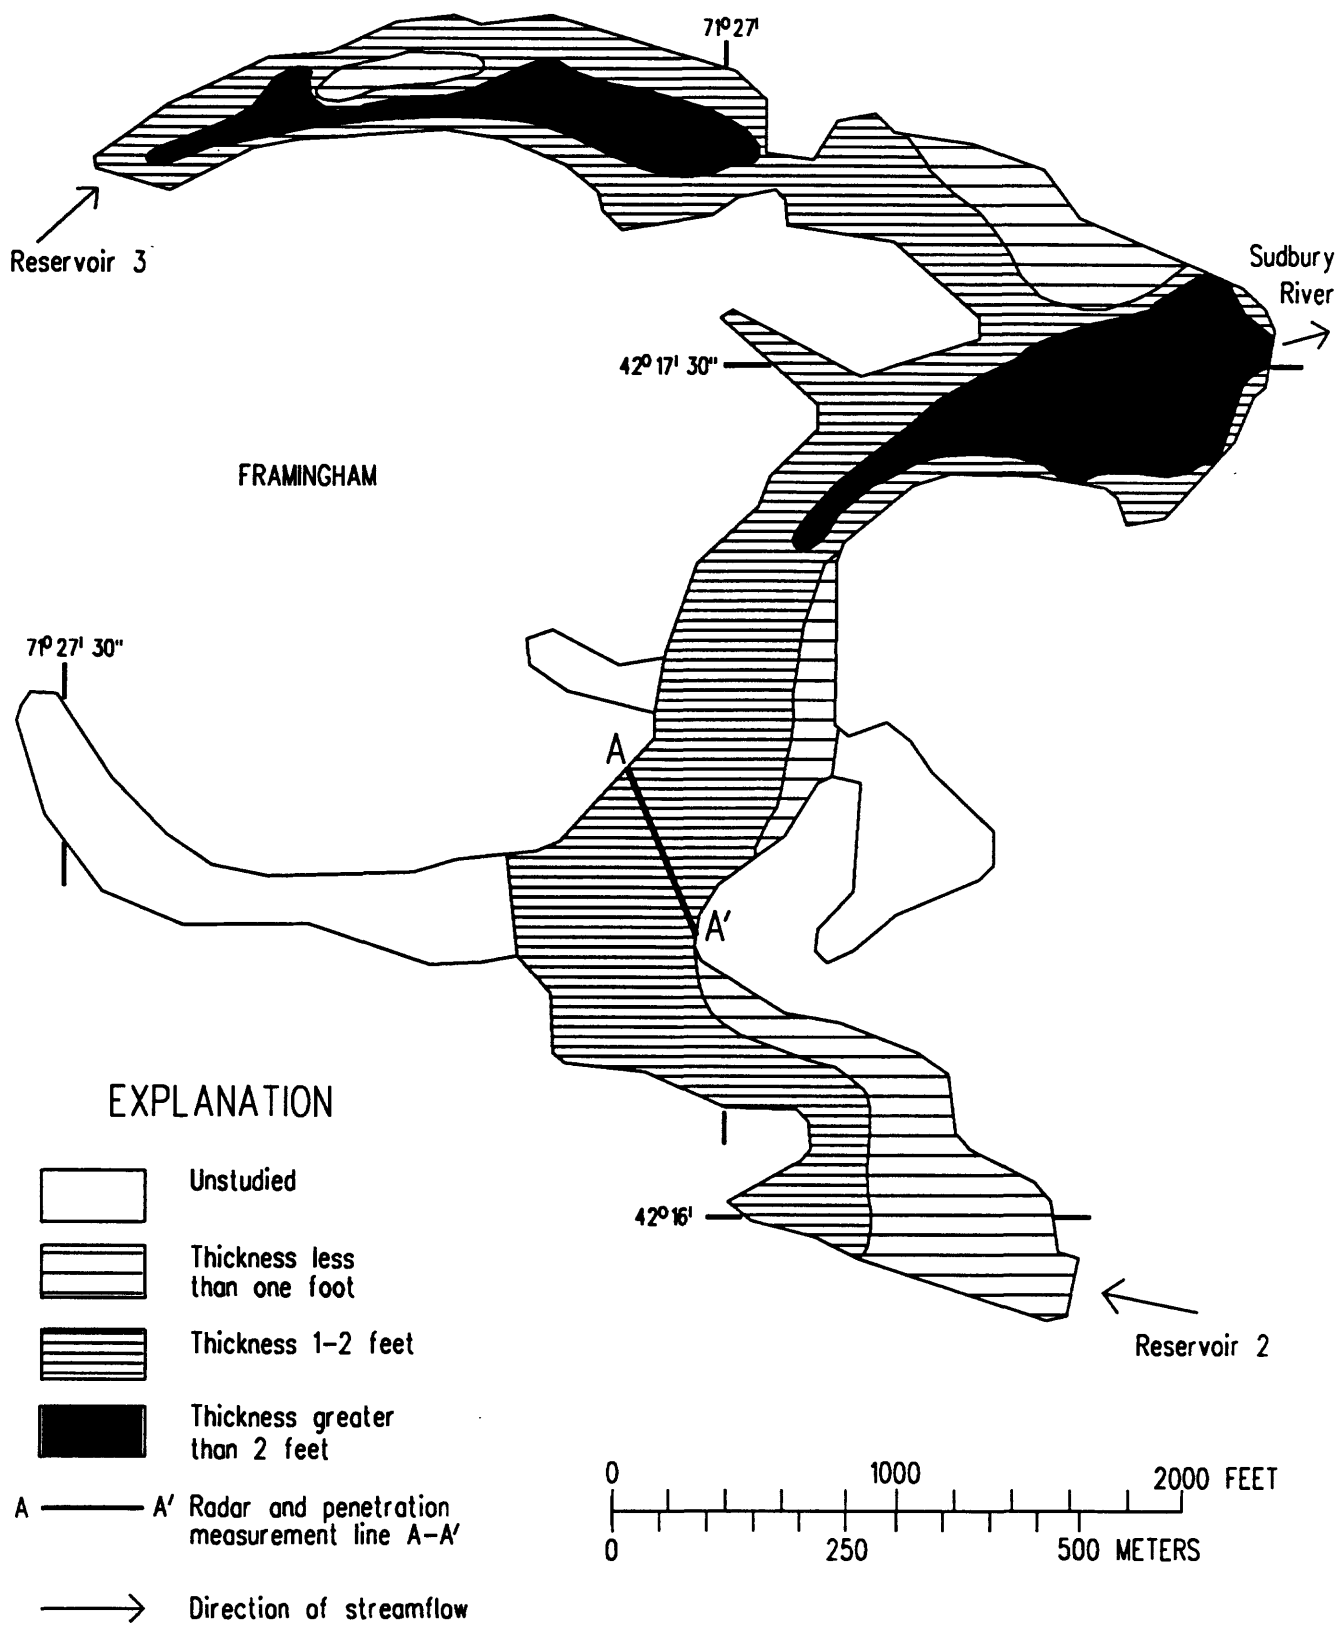 71° 27'
Reservoir 3
Sudbury
River
42° 17' 30"
FRAMINGHAM
71° 27' 30"
A
A'
EXPLANATION
Unstudied
Thickness less
than one foot
Thickness 1-2 feet
Thickness greater
than 2 feet
A A' Radar and penetration
measurement line A-A'
Direction of streamflow
42° 16'
Reservoir 2
0 1000 2000 FEET
0 250 500 METERS